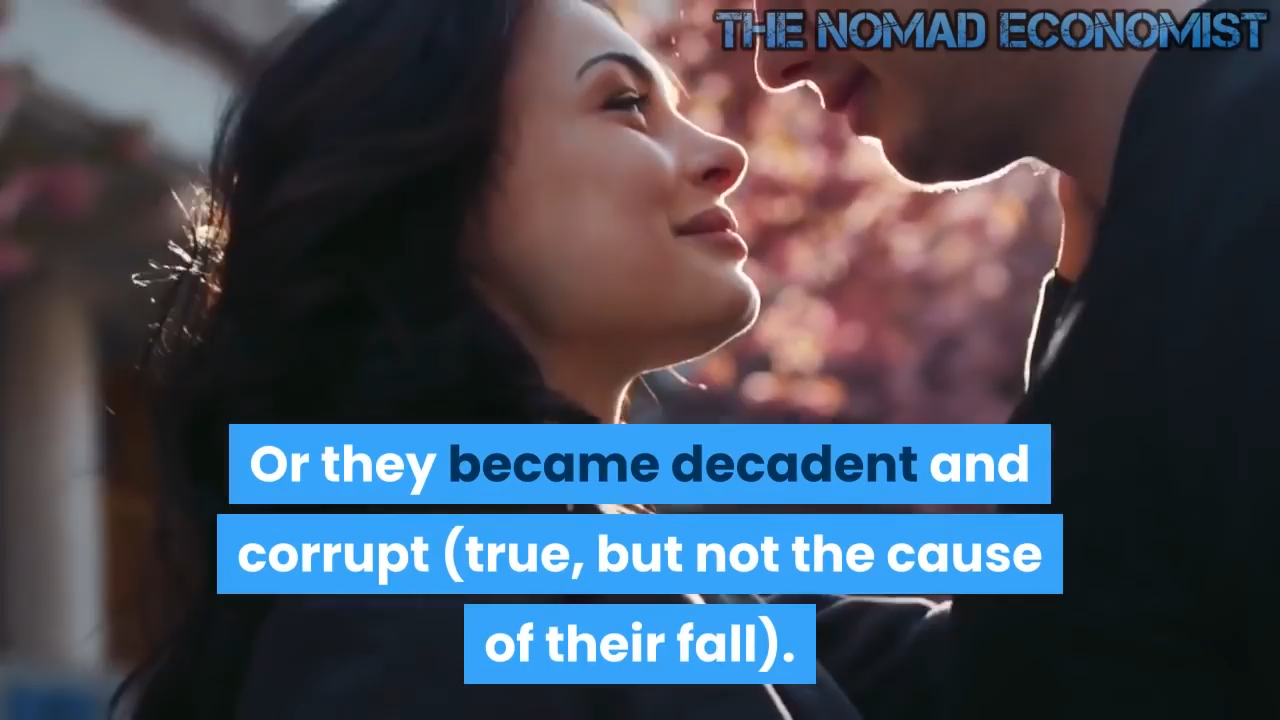 THE NOMAD ECONOMIST
Or they became decadent and
corrupt (true, but not the cause
of their fall).